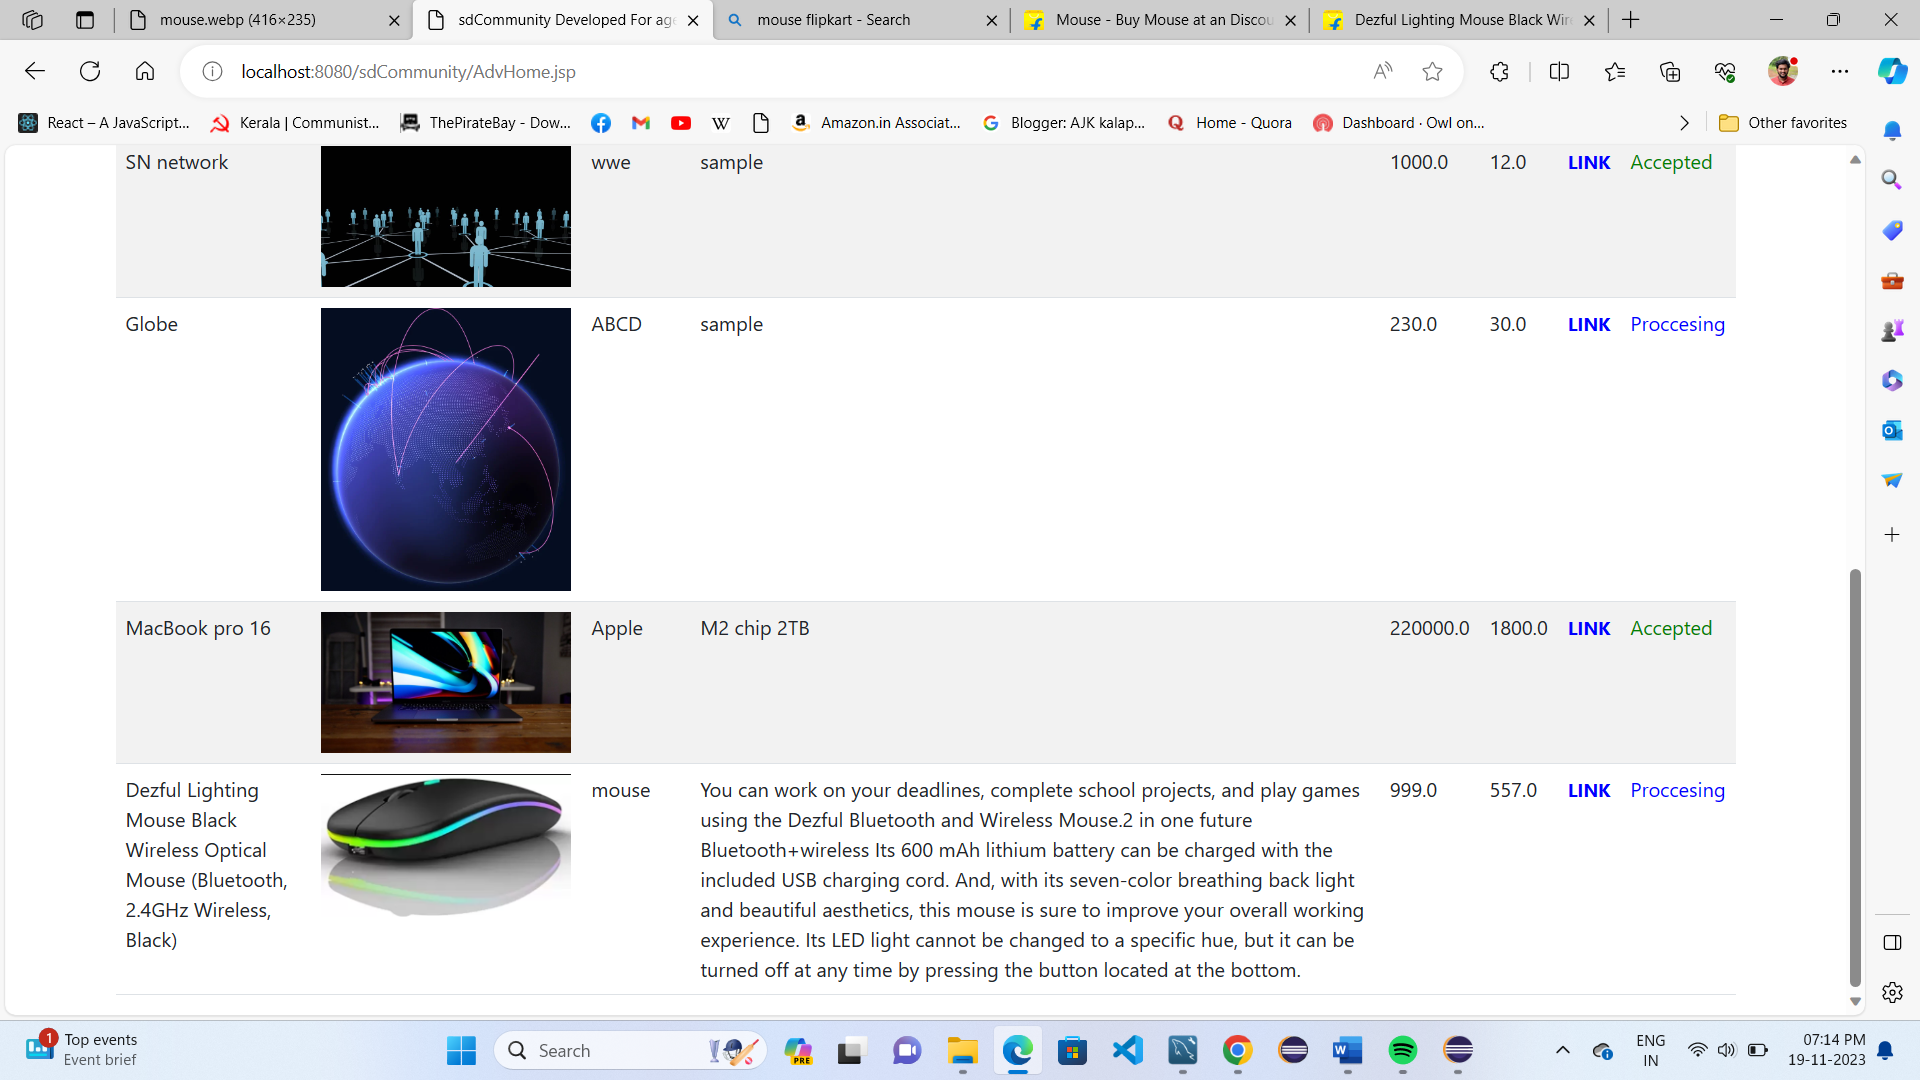 mouse.webp (416×235)
sdCommunity Developed For age
mouse flipkart - Search
Mouse - Buy Mouse at an Discou
Dezful Lighting Mouse Black Wire
localhost:8080/sdCommunity/AdvHome.jsp
React – A JavaScript...
Kerala | Communist...
ThePirateBay - Dow...
Amazon.in Associat...
Blogger: AJK kalap...
Home - Quora
Dashboard · Owl on...
Other favorites
SN network
wwe
sample
1000.0
12.0
LINK
Accepted
Globe
ABCD
sample
230.0
30.0
LINK
Proccesing
MacBook pro 16
Apple
M2 chip 2TB
220000.0
1800.0
LINK
Accepted
Dezful Lighting
Mouse Black
Wireless Optical
Mouse (Bluetooth,
2.4GHz Wireless,
Black)
mouse
You can work on your deadlines, complete school projects, and play games
using the Dezful Bluetooth and Wireless Mouse.2 in one future
Bluetooth+wireless Its 600 mAh lithium battery can be charged with the
included USB charging cord. And, with its seven-color breathing back light
and beautiful aesthetics, this mouse is sure to improve your overall working
experience. Its LED light cannot be changed to a specific hue, but it can be
turned off at any time by pressing the button located at the bottom.
999.0
557.0
LINK
Proccesing
1
Top events
Event brief
Search
PRE
ENG
IN
07:14 PM
19-11-2023